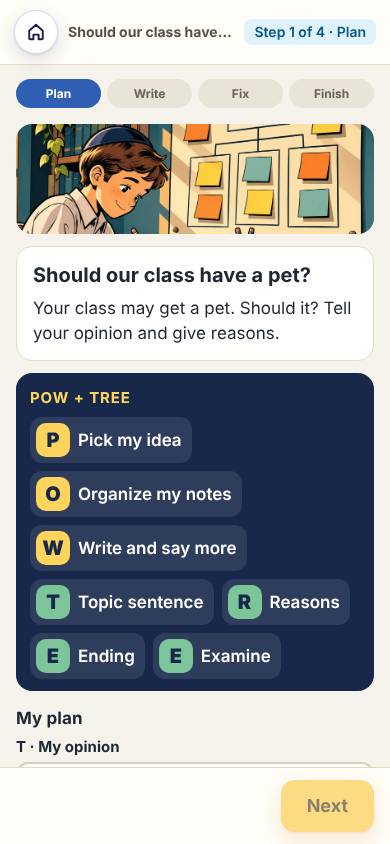 Should our class have...
Step 1 of 4 · Plan
Plan
Write
Fix
Finish
Should our class have a pet?
Your class may get a pet. Should it? Tell
your opinion and give reasons.
POW + TREE
P Pick my idea
O Organize my notes
W Write and say more
T Topic sentence
R Reasons
E Ending
E Examine
My plan
T · My opinion
Next